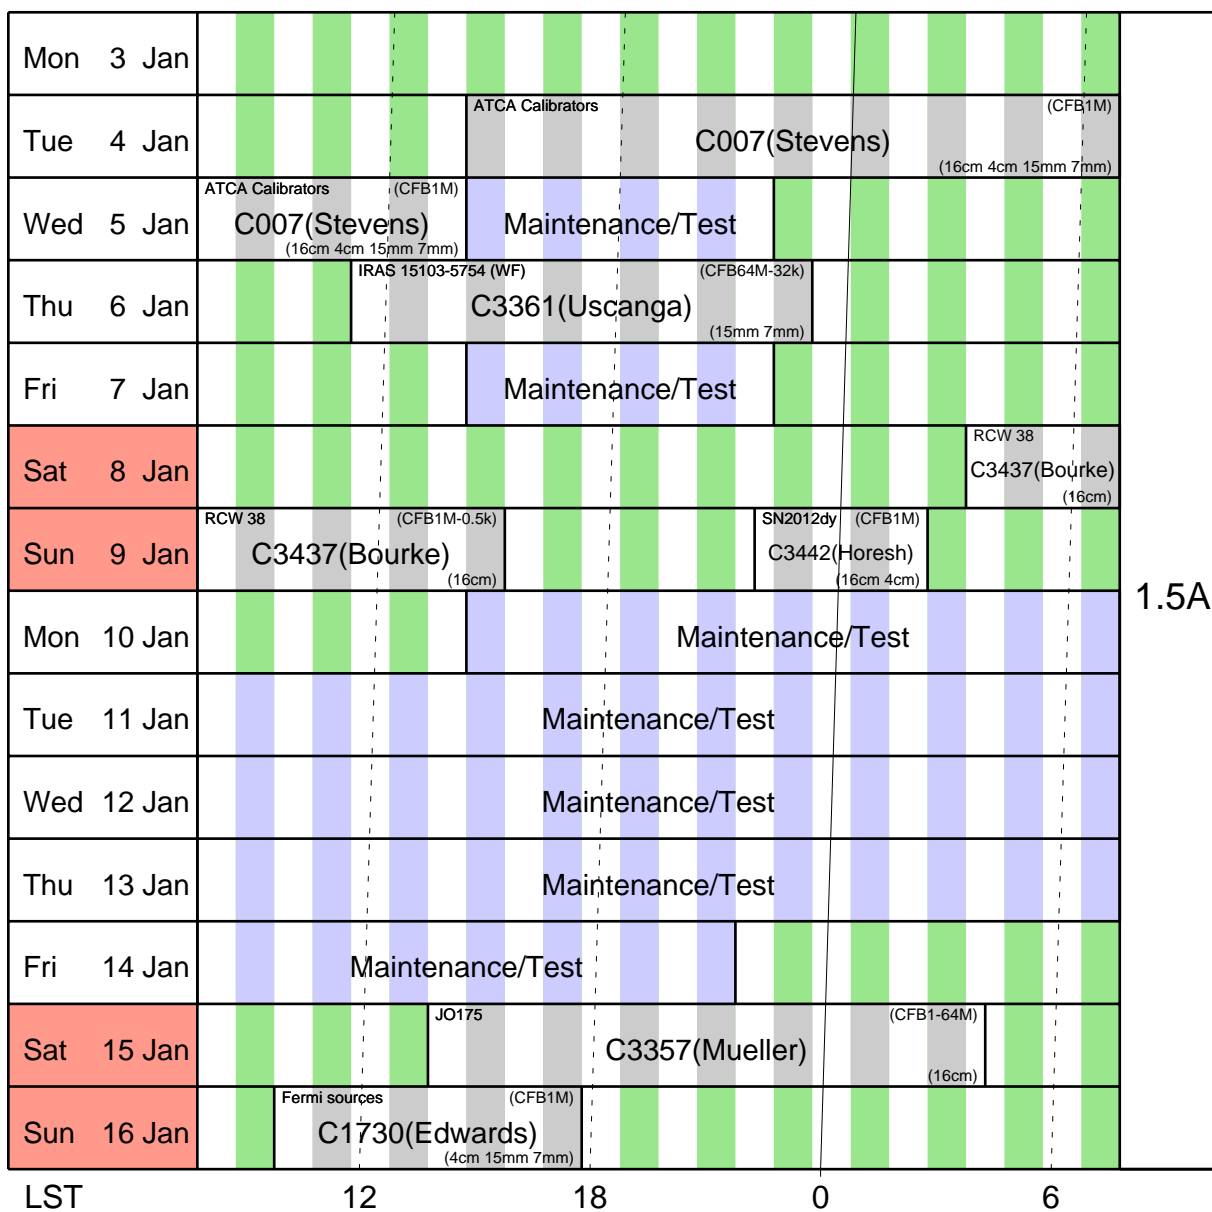 Mon 3 Jan
Tue 4 Jan
ATCA Calibrators (CFB1M)
C007(Stevens)
(16cm 4cm 15mm 7mm)
Wed 5 Jan
ATCA Calibrators (CFB1M)
C007(Stevens)
(16cm 4cm 15mm 7mm)
Maintenance/Test
Thu 6 Jan
IRAS 15103-5754 (WF) (CFB64M-32k)
C3361(Uscanga)
(15mm 7mm)
Fri 7 Jan
Maintenance/Test
Sat 8 Jan
RCW 38
C3437(Bourke)
(16cm)
Sun 9 Jan
RCW 38 (CFB1M-0.5k)
C3437(Bourke)
(16cm)
SN2012dy (CFB1M)
C3442(Horesh)
(16cm 4cm)
Mon 10 Jan
Maintenance/Test
1.5A
Tue 11 Jan
Maintenance/Test
Wed 12 Jan
Maintenance/Test
Thu 13 Jan
Maintenance/Test
Fri 14 Jan
Maintenance/Test
Sat 15 Jan
JO175 (CFB1-64M)
C3357(Mueller)
(16cm)
Sun 16 Jan
Fermi sources (CFB1M)
C1730(Edwards)
(4cm 15mm 7mm)
LST 12 18 0 6